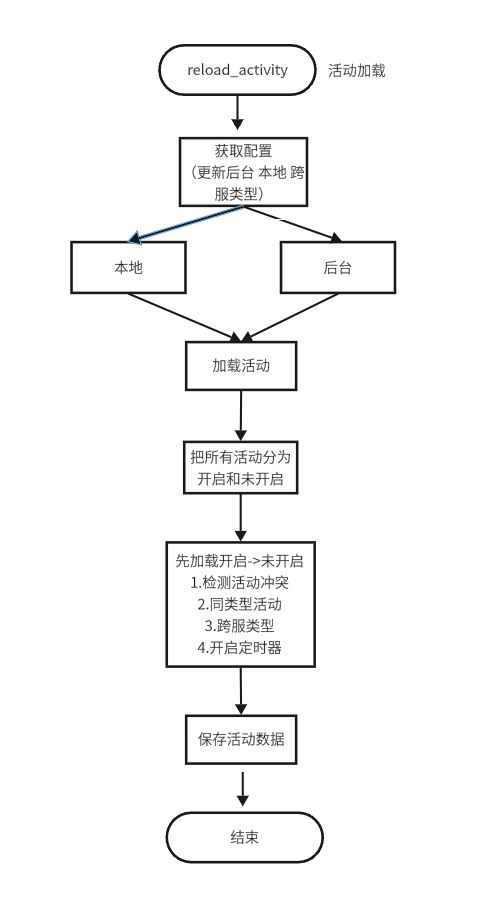 reload_activity
活动加载
获取配置
（更新后台 本地 跨
服类型）
本地
后台
加载活动
把所有活动分为
开启和未开启
先加载开启->未开启
1.检测活动冲突
2.同类型活动
3.跨服类型
4.开启定时器
保存活动数据
结束